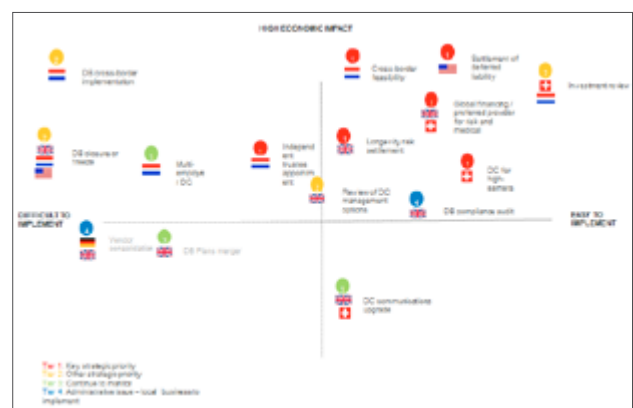 HIGH ECONOMIC IMPACT
DB cross-border
implementation
Cross-border
feasibility
Settlement of
deferred
liability
Investment review
Global financing /
preferred provider
for risk and
medical
DB closure or
freeze
Multi-
employe
r DC
Independ
ent
trustee
appointm
ent
Longevity risk
settlement
DC for
high-
earners
Review of DC
management
options
DB compliance audit
DIFFICULT TO
IMPLEMENT
EASY TO
IMPLEMENT
Vendor
consolidation
DB Plans merger
DC communications
upgrade
Tier 1: Key strategic priority
Tier 2: Other strategic priority
Tier 3: Continue to monitor
Tier 4: Administrative issue – local businesses to
implement